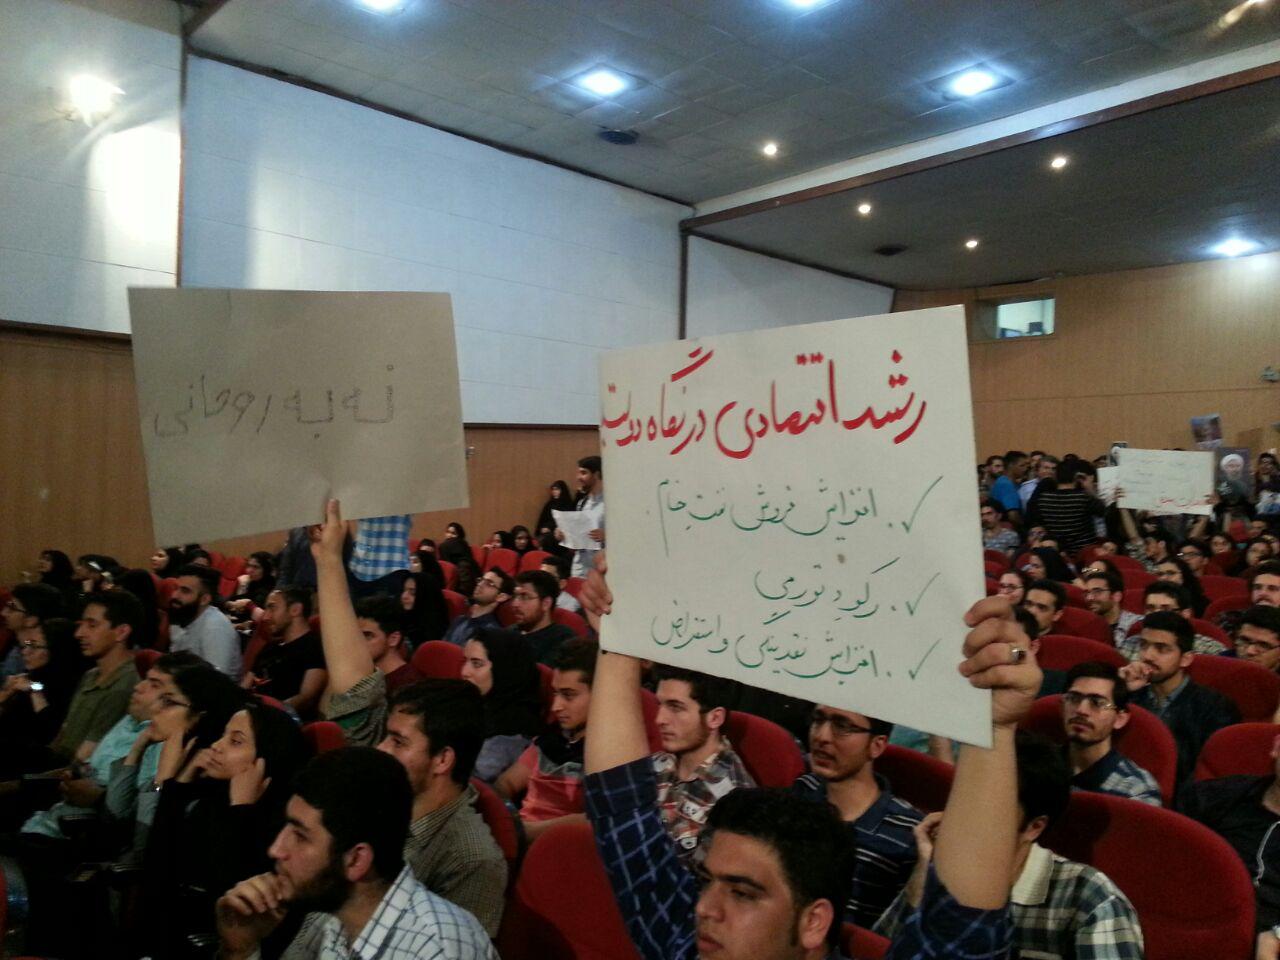 نه به روحانی
رشد اقتصادی در نگاه دولت
✓. افزایش فروش نفت خام.
✓. رکود تورمی
✓. افزایش نقدینگی و استقراض